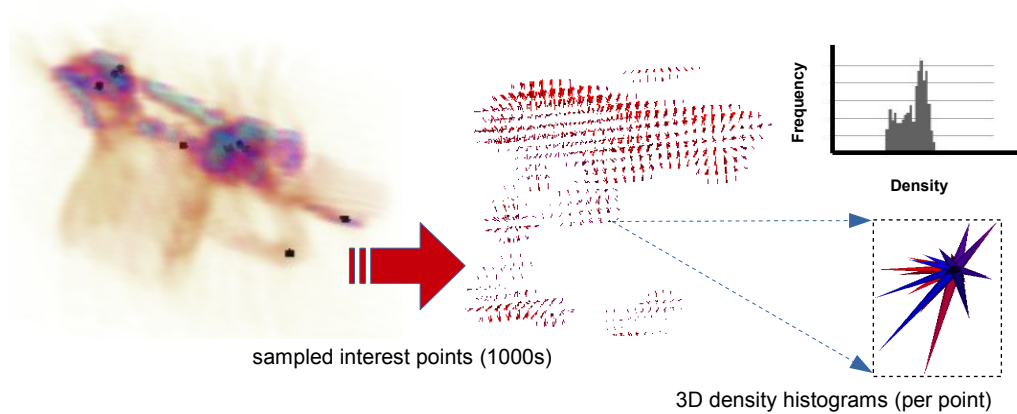 Frequency
Density
sampled interest points (1000s)
3D density histograms (per point)